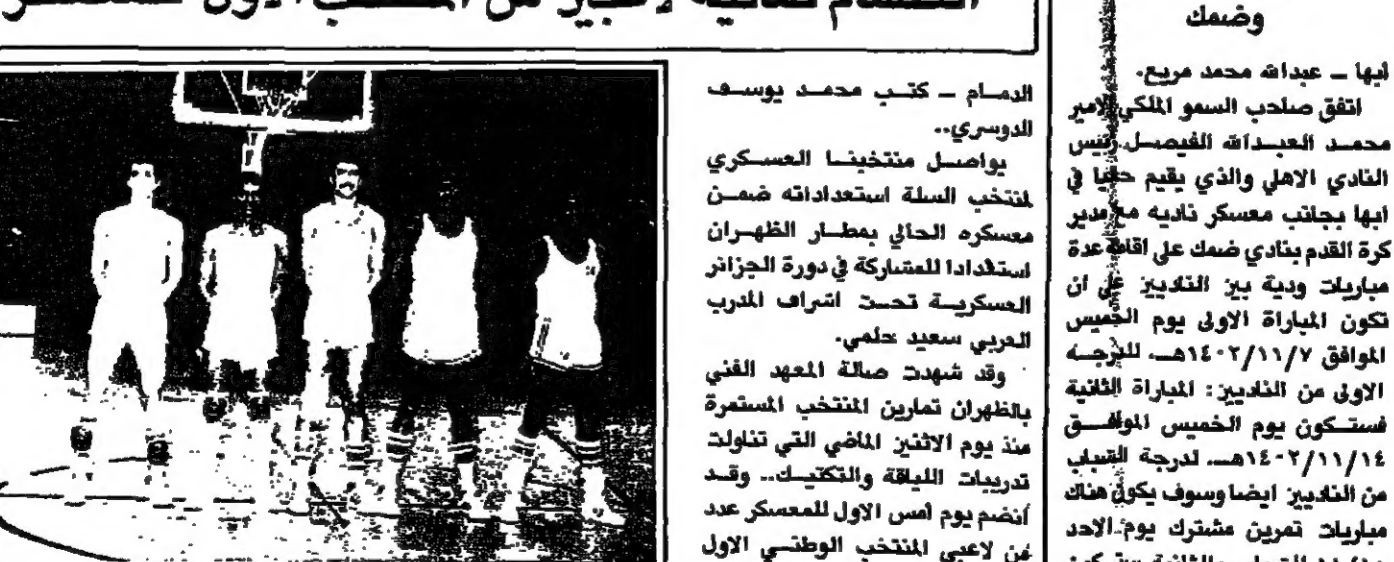 وضمك
أبها ــ عبدالله محمد مريع.
اتفق صاحب السمو الملكي الامير
محمد العبدالله الفيصل رئيس
النادي الاهلي والذي يقيم حاليا في
ابها بجانب معسكر ناديه مع مدير
كرة القدم بنادي ضمك على اقامة عدة
مباريات ودية بين الناديين على ان
تكون المباراة الاولى يوم الخميس
الموافق ١٤٠٢/١١/٧هـ. للدرجة
الاولى من الناديين: المباراة الثانية
فستكون يوم الخميس الموافق
١٤٠٢/١١/١٤هـ. لدرجة الشباب
من الناديين ايضا وسوف يكون هناك
مباريات تمرين مشترك يوم الاحد
الدمام ــ كتب محمد يوسف
الدوسري..
يواصل منتخبنا العسكري
لمنتخب السلة استعداداته ضمن
معسكره الحالي بمطار الظهران
استعدادا للمشاركة في دورة الجزائر
العسكرية تحت اشراف المدرب
العربي سعيد حلمي.
وقد شهدت صالة المعهد الفني
بالظهران تمارين المنتخب المستمرة
منذ يوم الاثنين الماضي التي تناولت
تدريبات اللياقة والتكتيك.. وقد
أنضم يوم امس الاول للمعسكر عدد
من لاعبي المنتخب الوطني الاول